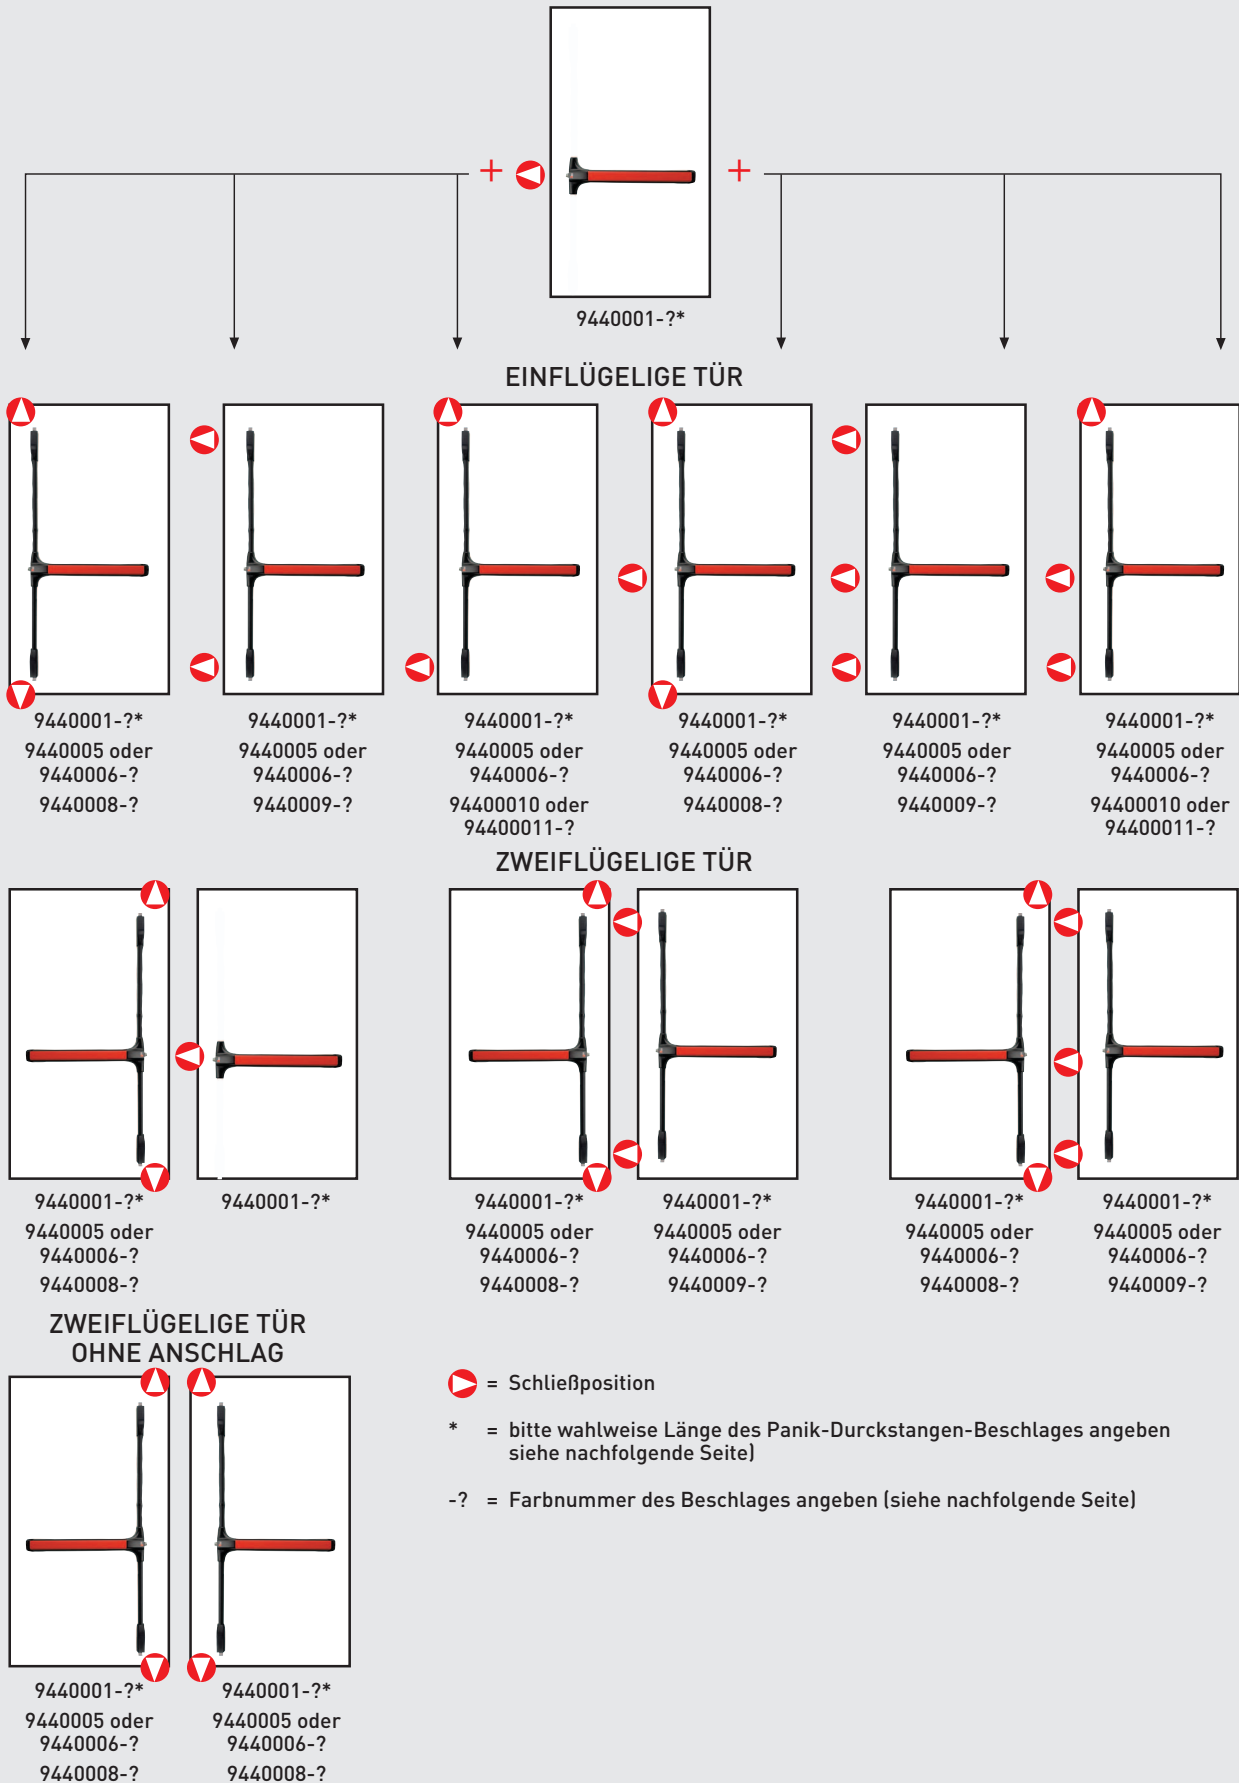 +
+
9440001-?*
EINFLÜGELIGE TÜR
9440001-?*
9440005 oder
9440006-?
9440008-?
9440001-?*
9440005 oder
9440006-?
9440009-?
9440001-?*
9440005 oder
9440006-?
94400010 oder
94400011-?
9440001-?*
9440005 oder
9440006-?
9440008-?
9440001-?*
9440005 oder
9440006-?
9440009-?
9440001-?*
9440005 oder
9440006-?
94400010 oder
94400011-?
ZWEIFLÜGELIGE TÜR
9440001-?*
9440005 oder
9440006-?
9440008-?
9440001-?*
9440001-?*
9440005 oder
9440006-?
9440008-?
9440001-?*
9440005 oder
9440006-?
9440009-?
9440001-?*
9440005 oder
9440006-?
9440008-?
9440001-?*
9440005 oder
9440006-?
9440009-?
ZWEIFLÜGELIGE TÜR
OHNE ANSCHLAG
9440001-?*
9440005 oder
9440006-?
9440008-?
9440001-?*
9440005 oder
9440006-?
9440008-?
= Schließposition
* = bitte wahlweise Länge des Panik-Durckstangen-Beschlages angeben
siehe nachfolgende Seite)
-? = Farbnummer des Beschlages angeben (siehe nachfolgende Seite)